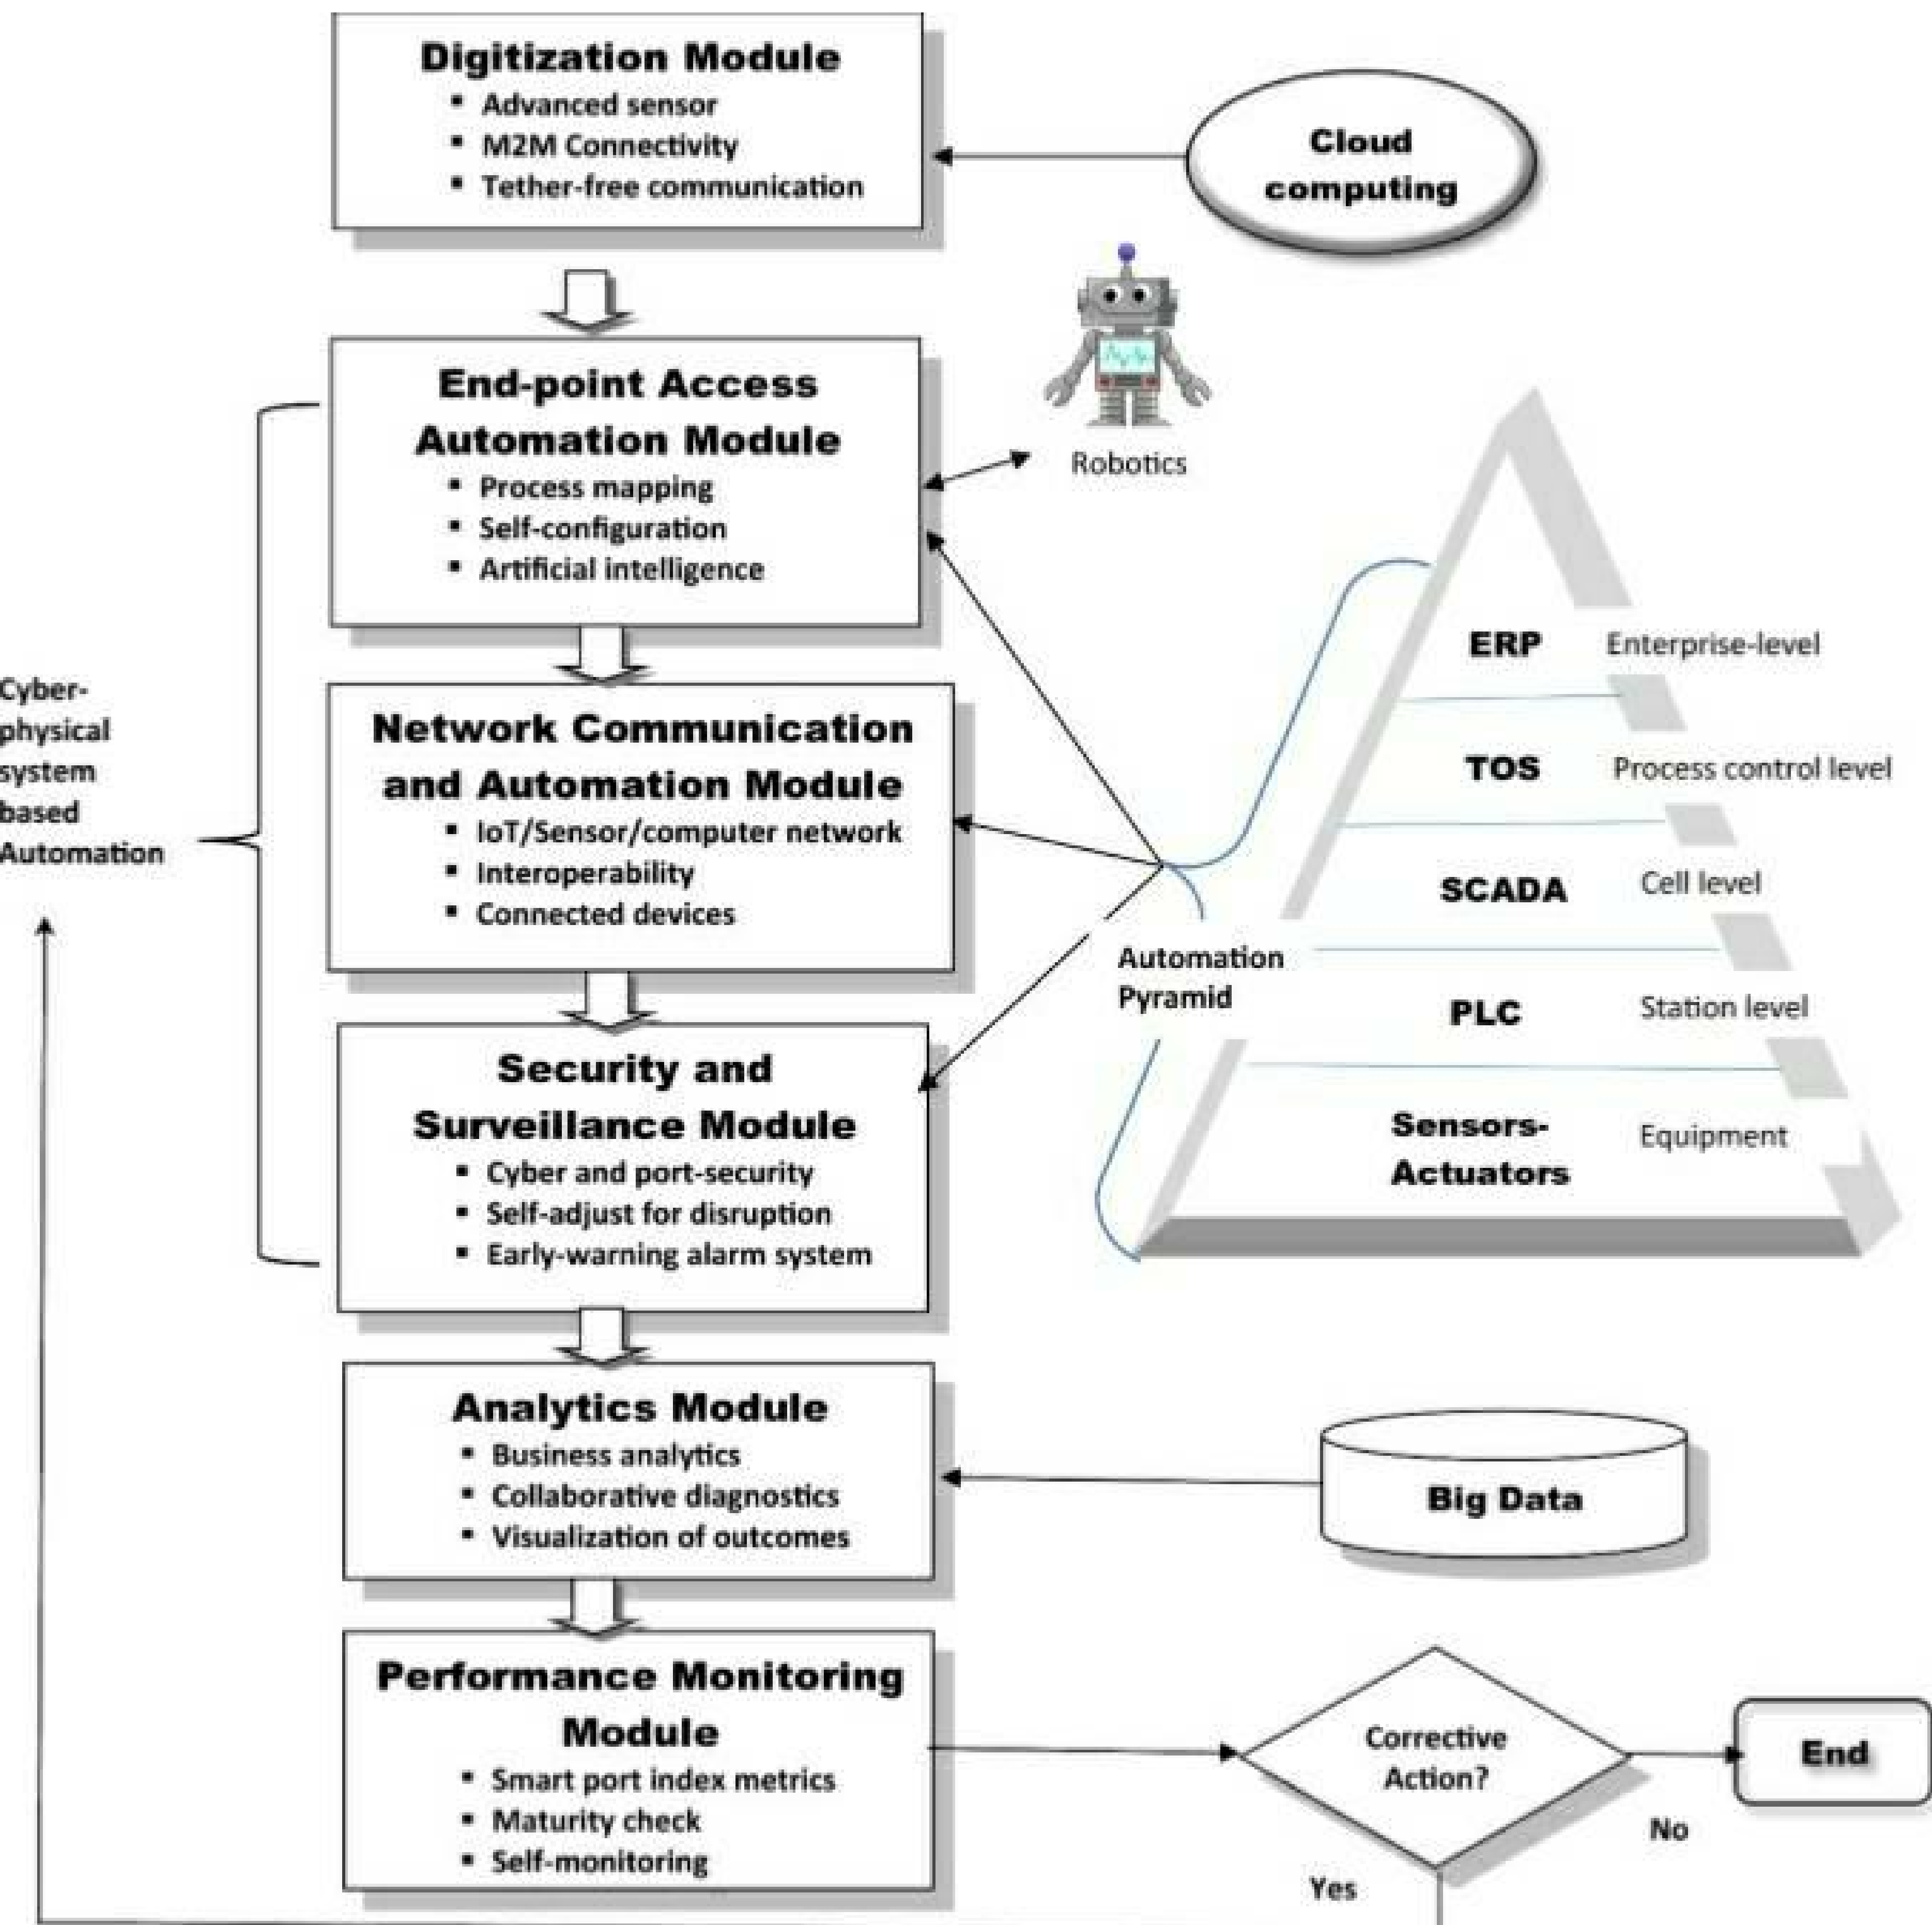 Digitization Module
▪ Advanced sensor
▪ M2M Connectivity
▪ Tether-free communication
Cloud
computing
End-point Access
Automation Module
▪ Process mapping
▪ Self-configuration
▪ Artificial intelligence
Robotics
Network Communication
and Automation Module
▪ IoT/Sensor/computer network
▪ Interoperability
▪ Connected devices
Cyber-
physical
system
based
Automation
ERP Enterprise-level
TOS Process control level
SCADA Cell level
PLC Station level
Sensors-
Actuators
Equipment
Automation
Pyramid
Security and
Surveillance Module
▪ Cyber and port-security
▪ Self-adjust for disruption
▪ Early-warning alarm system
Analytics Module
▪ Business analytics
▪ Collaborative diagnostics
▪ Visualization of outcomes
Big Data
Performance Monitoring
Module
▪ Smart port index metrics
▪ Maturity check
▪ Self-monitoring
Corrective
Action?
End
No
Yes